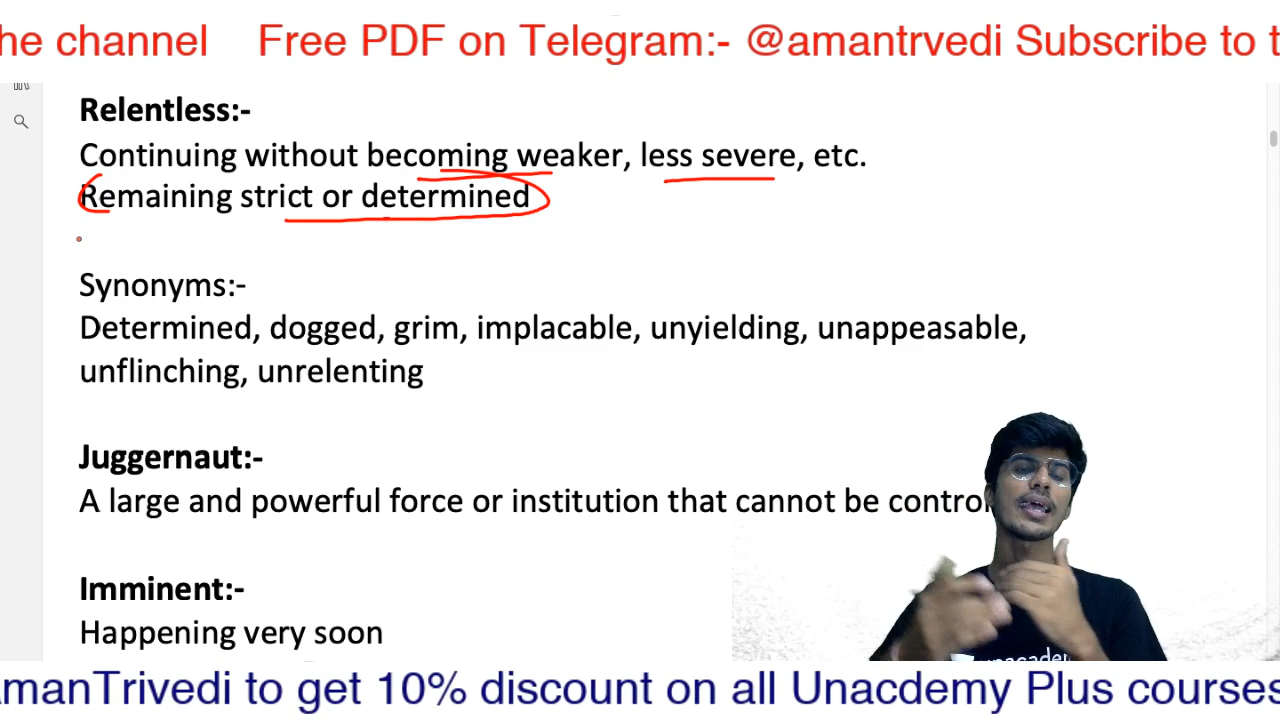 he channel Free PDF on Telegram:- @amantrvedi Subscribe to t
Relentless:-
Continuing without becoming weaker, less severe, etc.
Remaining strict or determined
Synonyms:-
Determined, dogged, grim, implacable, unyielding, unappeasable,
unflinching, unrelenting
Juggernaut:-
A large and powerful force or institution that cannot be control
Imminent:-
Happening very soon
unacadem
manTrivedi to get 10% discount on all Unacdemy Plus courses